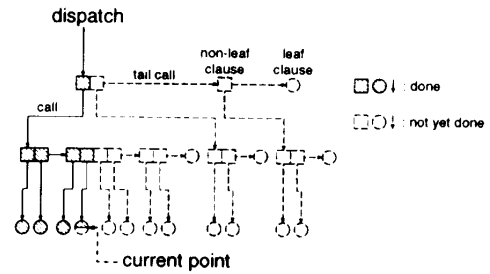 dispatch
non-leaf
clause
leaf
clause
tail call
call
: done
: not yet done
current point